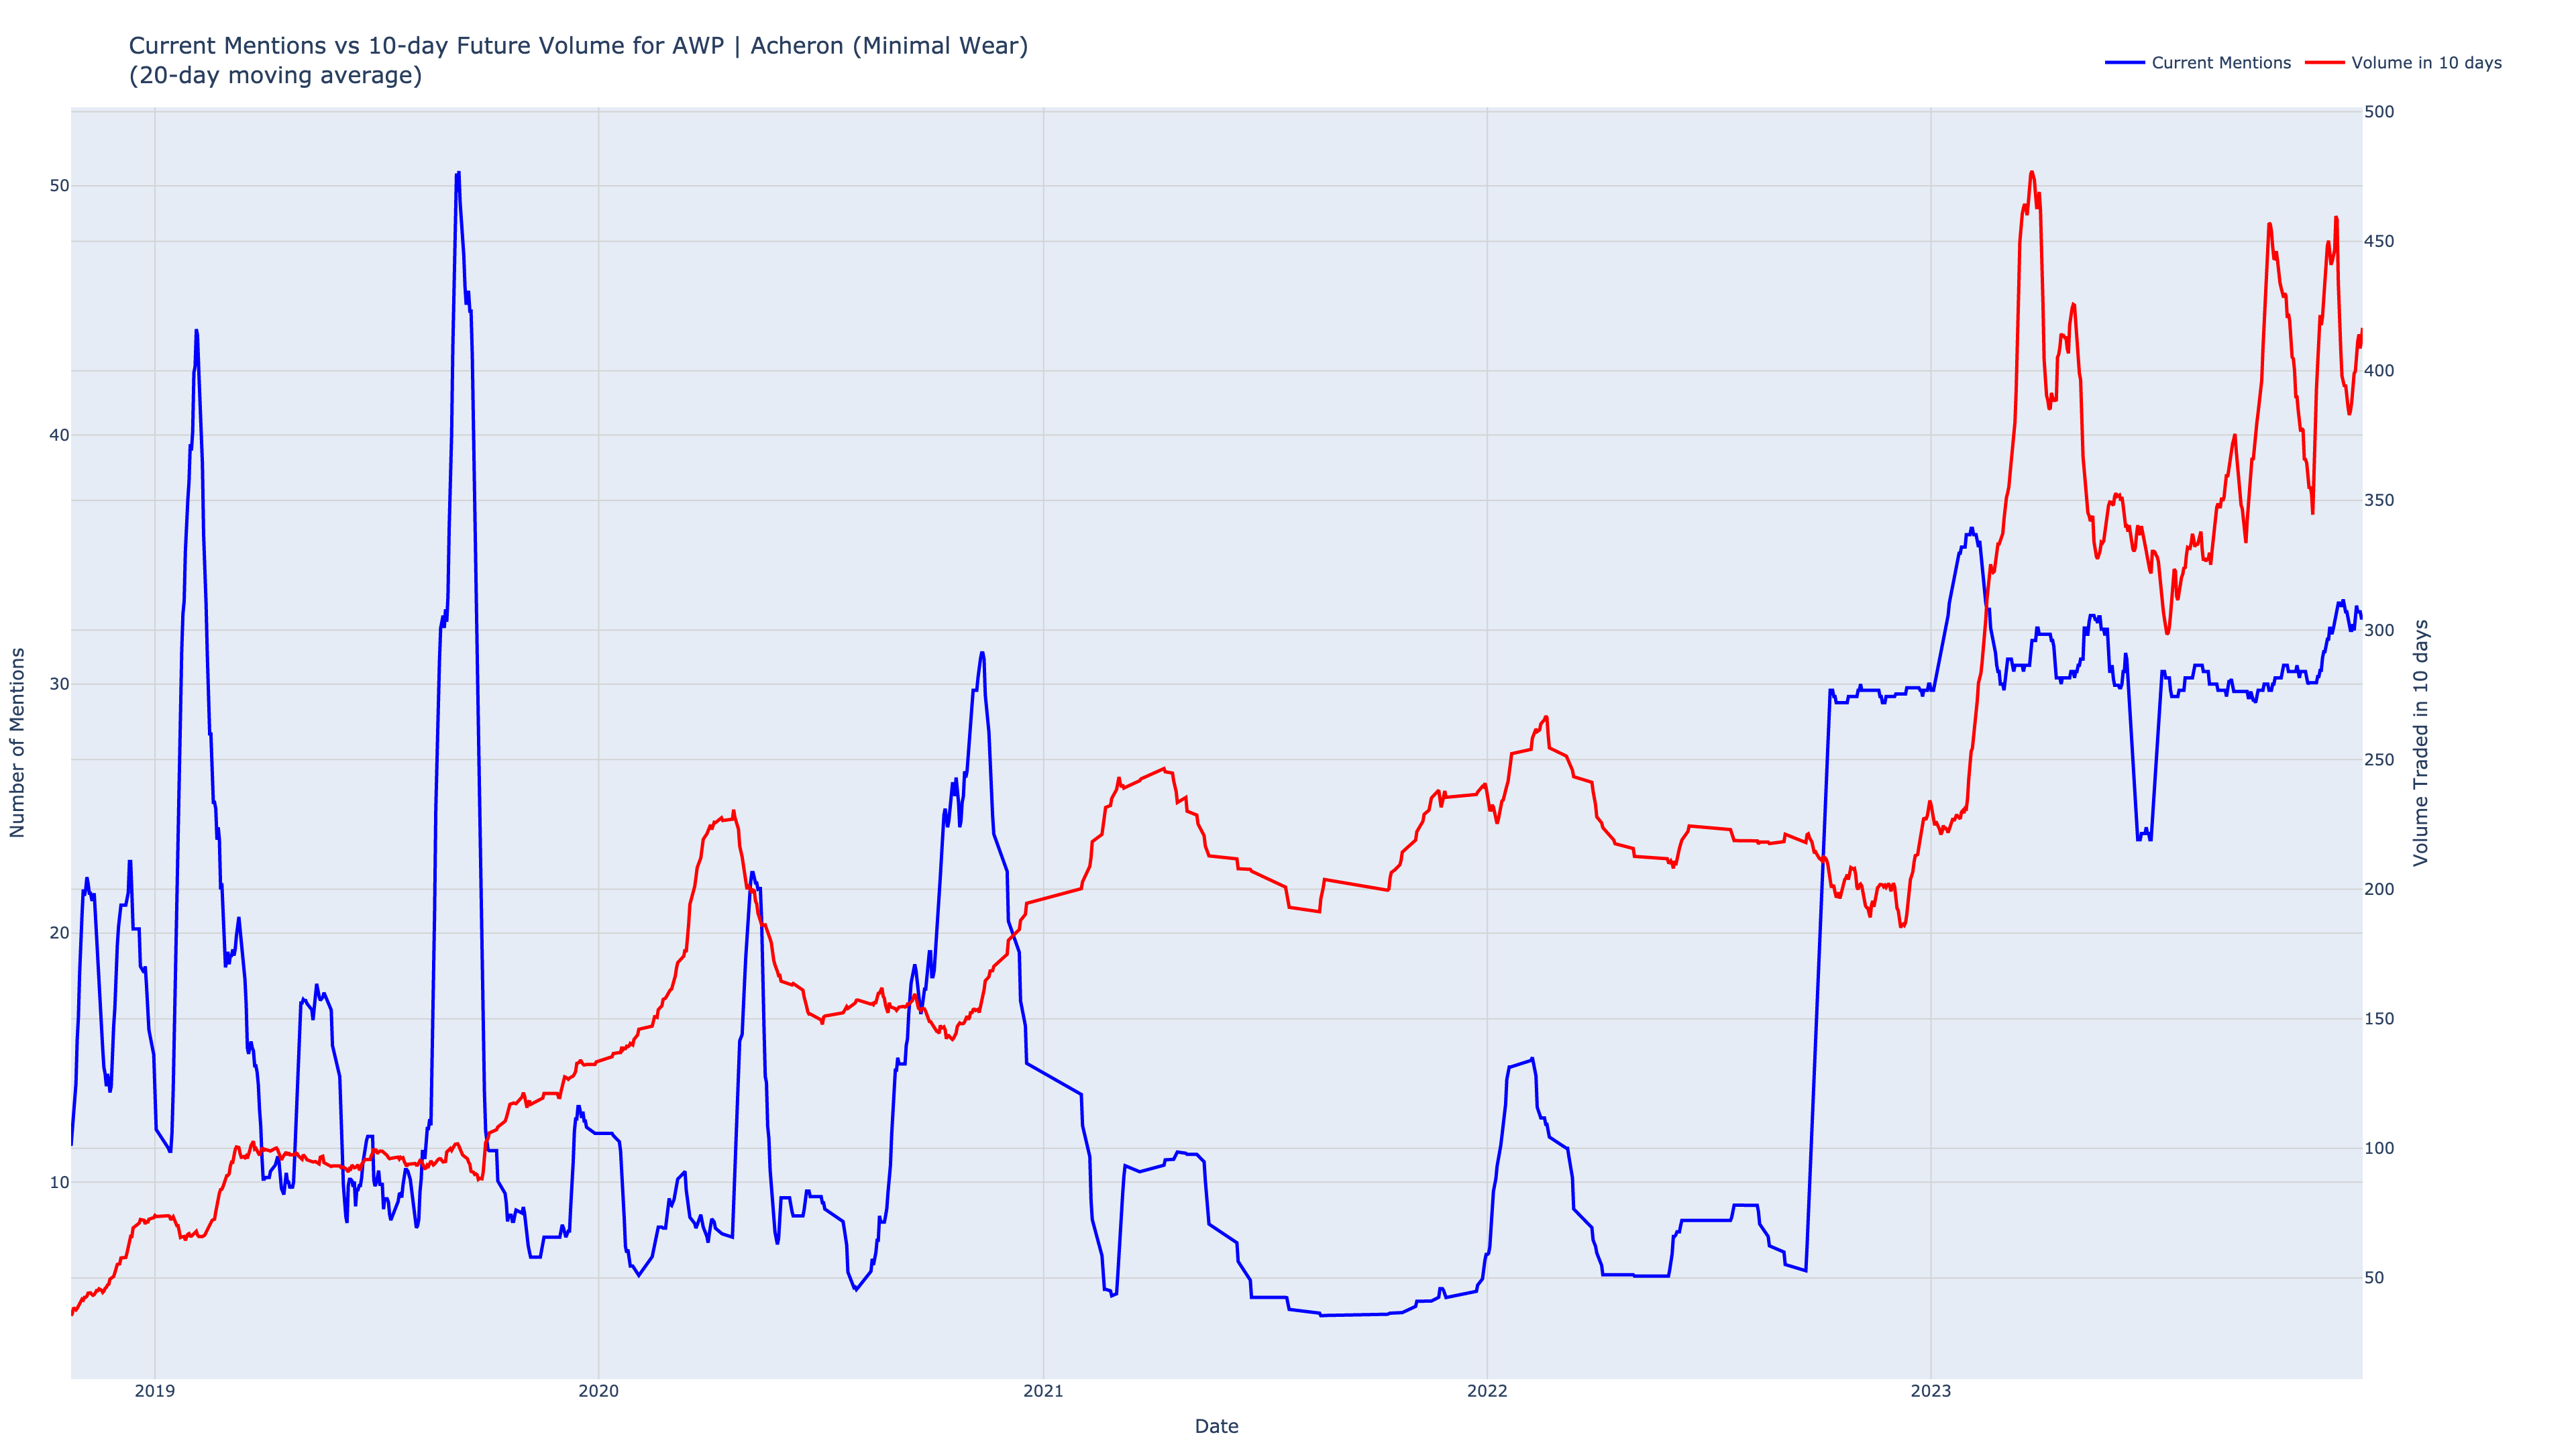 Current Mentions vs 10-day Future Volume for AWP | Acheron (Minimal Wear)
(20-day moving average)
Current Mentions
Volume in 10 days
50
40
30
20
10
Number of Mentions
500
450
400
350
300
250
200
150
100
50
Volume Traded in 10 days
2019
2020
2021
2022
2023
Date